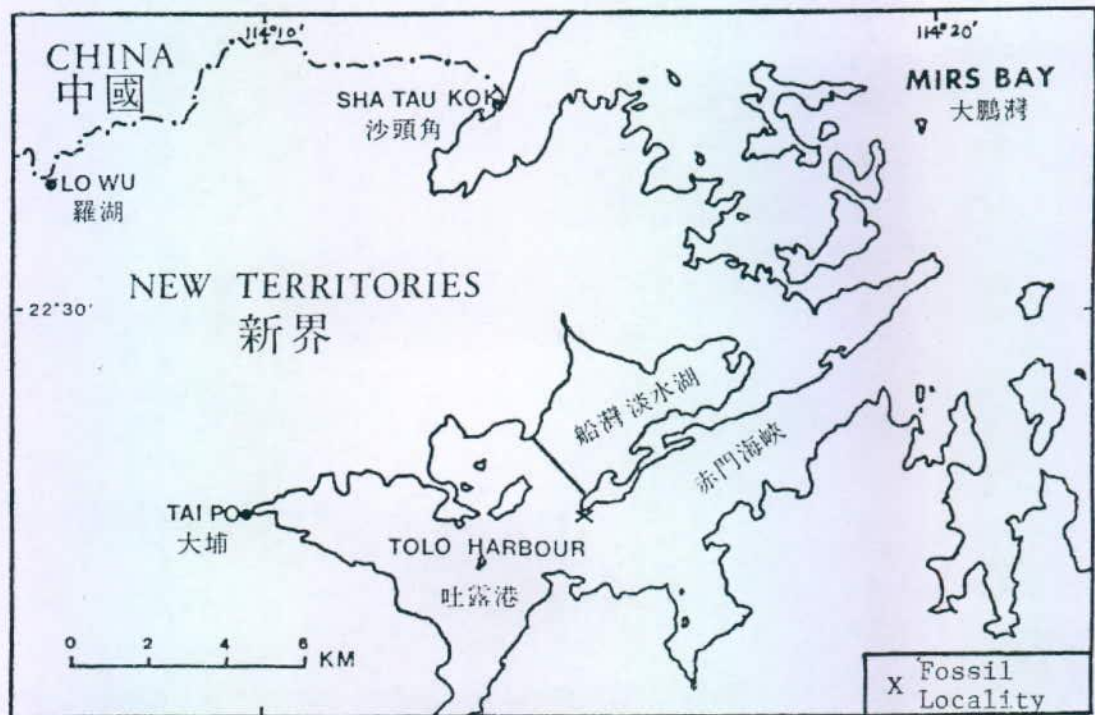 114°10'
114°20'
CHINA
中國
MIRS BAY
大鵬灣
SHA TAU KOK
沙頭角
LO WU
羅湖
NEW TERRITORIES
新界
22°30'
船灣淡水湖
赤門海峽
TAI PO
大埔
TOLO HARBOUR
吐露港
0 2 4 6
KM
X Fossil
Locality